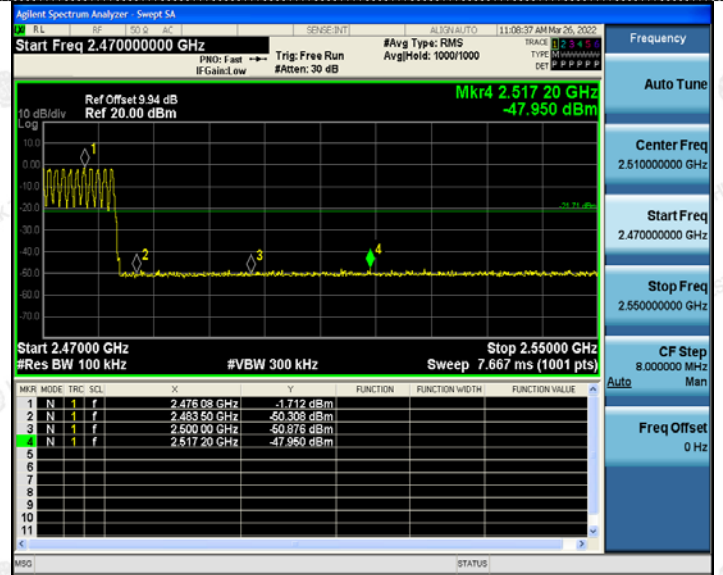 Agilent Spectrum Analyzer - Swept SA
RL RF 50 Ω AC SENSE:INT ALIGNAUTO 11:08:37 AM Mar 26, 2022
Start Freq 2.470000000 GHz
PNO: Fast
IFGain:Low
Trig: Free Run
#Atten: 30 dB
#Avg Type: RMS
Avg|Hold: 1000/1000
TRACE 1 2 3 4 5 6
TYPE M
DET P P P P P P
Frequency
Ref Offset 9.94 dB
10 dB/div Ref 20.00 dBm
Log
Mkr4 2.517 20 GHz
-47.950 dBm
10.0
0.00
-10.0
-20.0
-30.0
-40.0
-50.0
-60.0
-70.0
1
2
3
4
-21.71 dBm
Start 2.47000 GHz Stop 2.55000 GHz
#Res BW 100 kHz #VBW 300 kHz Sweep 7.667 ms (1001 pts)
MKR MODE TRC SCL X Y FUNCTION FUNCTION WIDTH FUNCTION VALUE
1 N 1 f 2.476 08 GHz -1.712 dBm
2 N 1 f 2.483 50 GHz -50.308 dBm
3 N 1 f 2.500 00 GHz -50.876 dBm
4 N 1 f 2.517 20 GHz -47.950 dBm
5
6
7
8
9
10
11
MSG STATUS
Auto Tune
Center Freq
2.510000000 GHz
Start Freq
2.470000000 GHz
Stop Freq
2.550000000 GHz
CF Step
8.000000 MHz
Auto Man
Freq Offset
0 Hz